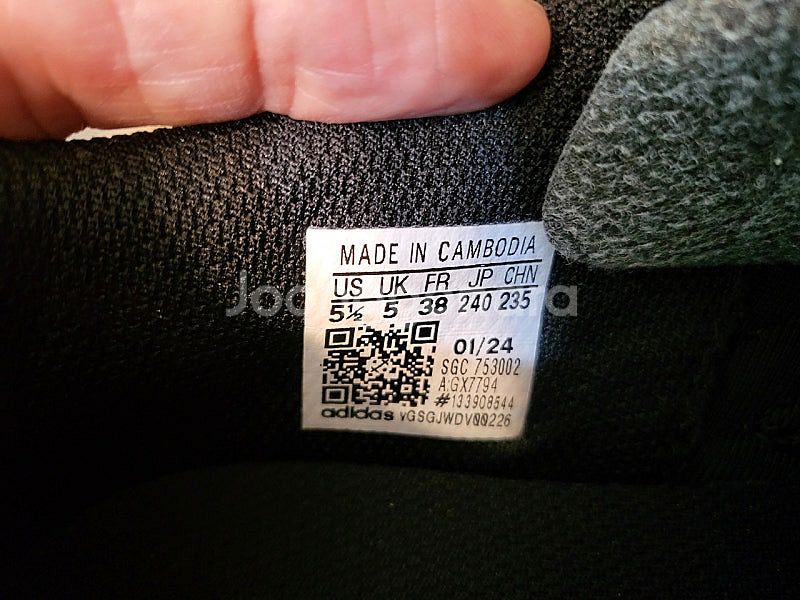 MADE IN CAMBODIA
US UK FR JP CHN
5½ 5 38 240 235
01/24
SGC 753002
A:GX7794
#133908544
adidas vGSGJWDV00226